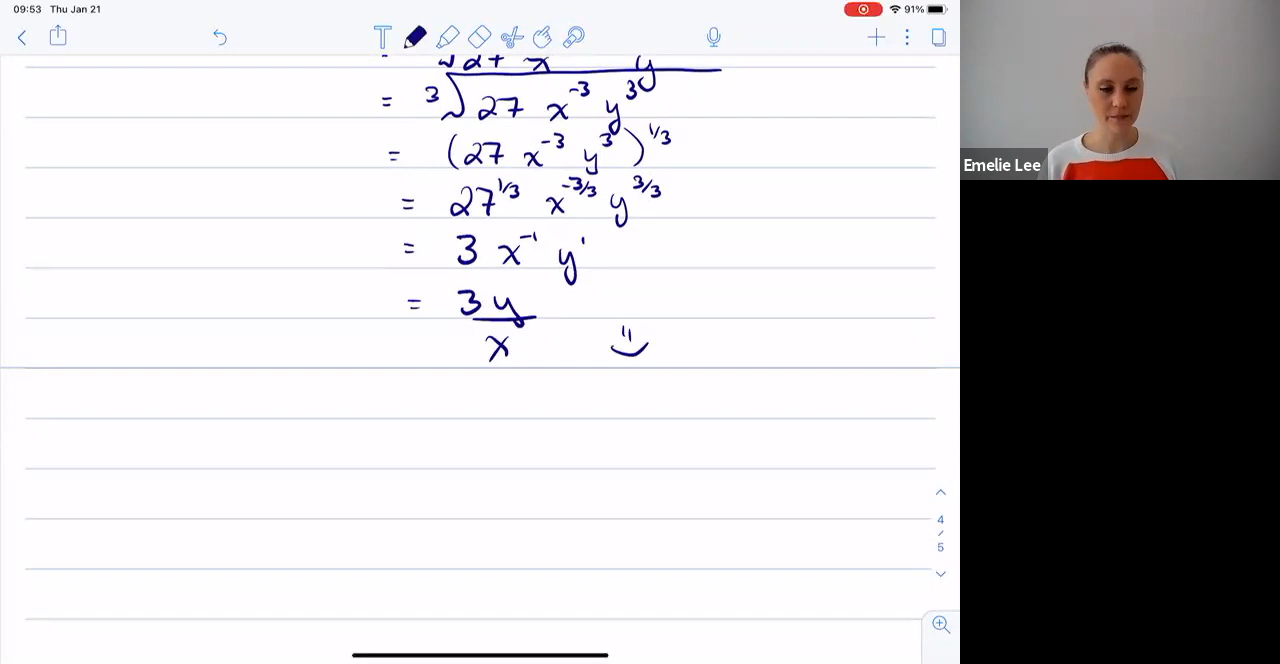 09:53 Thu Jan 21
91%
T
= ∛27 x⁻³ y³
= (27 x⁻³ y³)^1/3
= 27^1/3 x^-3/3 y^3/3
= 3 x⁻¹ y¹
= 3y
x
4
5
Emelie Lee